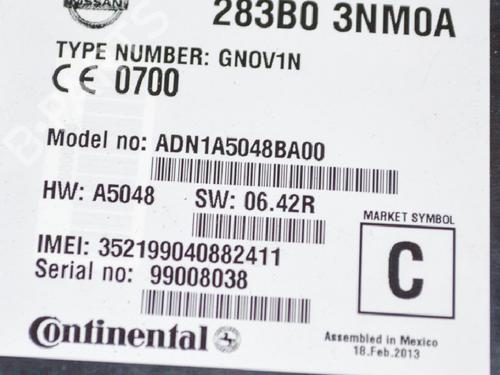 NISSAN
283B0 3NM0A
TYPE NUMBER: GNOV1N
CE 0700
Model no: ADN1A5048BA00
HW: A5048 SW: 06.42R
MARKET SYMBOL
C
IMEI: 352199040882411
Serial no: 99008038
Continental
Assembled in Mexico
18.Feb.2013